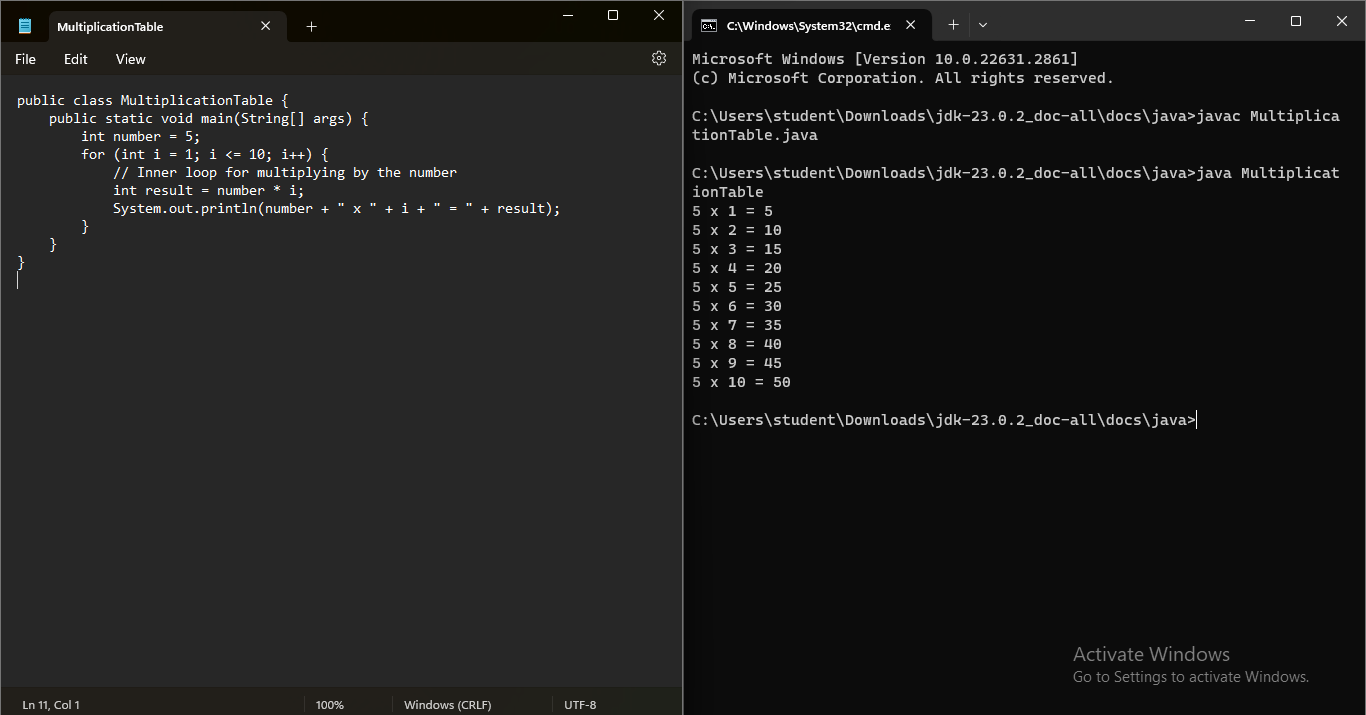 MultiplicationTable
File Edit View
public class MultiplicationTable {
    public static void main(String[] args) {
        int number = 5;
        for (int i = 1; i <= 10; i++) {
            // Inner loop for multiplying by the number
            int result = number * i;
            System.out.println(number + " x " + i + " = " + result);
        }
    }
}
Ln 11, Col 1 100% Windows (CRLF) UTF-8
C:\Windows\System32\cmd.e
Microsoft Windows [Version 10.0.22631.2861]
(c) Microsoft Corporation. All rights reserved.
C:\Users\student\Downloads\jdk-23.0.2_doc-all\docs\java>javac Multiplica
tionTable.java
C:\Users\student\Downloads\jdk-23.0.2_doc-all\docs\java>java Multiplicat
ionTable
5 x 1 = 5
5 x 2 = 10
5 x 3 = 15
5 x 4 = 20
5 x 5 = 25
5 x 6 = 30
5 x 7 = 35
5 x 8 = 40
5 x 9 = 45
5 x 10 = 50
C:\Users\student\Downloads\jdk-23.0.2_doc-all\docs\java>
Activate Windows
Go to Settings to activate Windows.